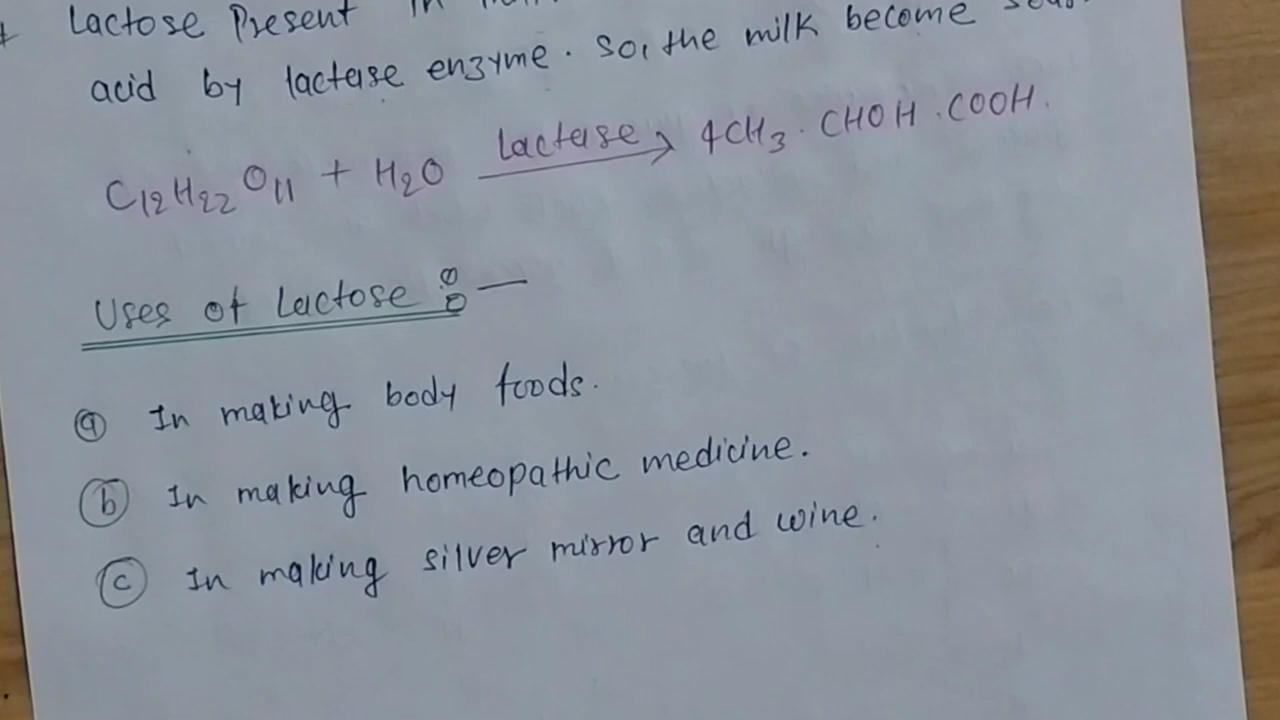 Lactose Present in
acid by lactase enzyme. So, the milk become
C12H22O11 + H2O lactase → 4CH3.CHOH.COOH.
Uses of Lactose :—
(a) In making body foods.
(b) In making homeopathic medicine.
(c) In making silver mirror and wine.